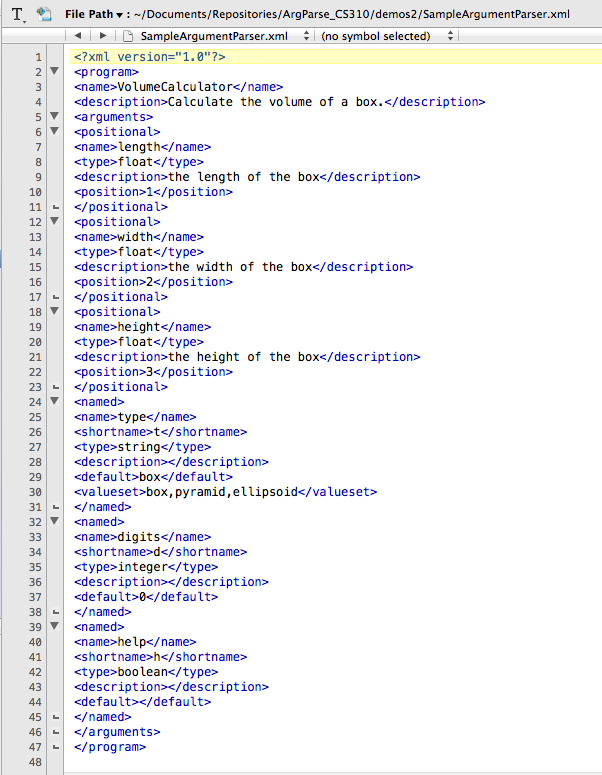 File Path ▾ : ~/Documents/Repositories/ArgParse_CS310/demos2/SampleArgumentParser.xml
SampleArgumentParser.xml (no symbol selected)
1 <?xml version="1.0"?>
2 <program>
3 <name>VolumeCalculator</name>
4 <description>Calculate the volume of a box.</description>
5 <arguments>
6 <positional>
7 <name>length</name>
8 <type>float</type>
9 <description>the length of the box</description>
10 <position>1</position>
11 </positional>
12 <positional>
13 <name>width</name>
14 <type>float</type>
15 <description>the width of the box</description>
16 <position>2</position>
17 </positional>
18 <positional>
19 <name>height</name>
20 <type>float</type>
21 <description>the height of the box</description>
22 <position>3</position>
23 </positional>
24 <named>
25 <name>type</name>
26 <shortname>t</shortname>
27 <type>string</type>
28 <description></description>
29 <default>box</default>
30 <valueset>box,pyramid,ellipsoid</valueset>
31 </named>
32 <named>
33 <name>digits</name>
34 <shortname>d</shortname>
35 <type>integer</type>
36 <description></description>
37 <default>0</default>
38 </named>
39 <named>
40 <name>help</name>
41 <shortname>h</shortname>
42 <type>boolean</type>
43 <description></description>
44 <default></default>
45 </named>
46 </arguments>
47 </program>
48